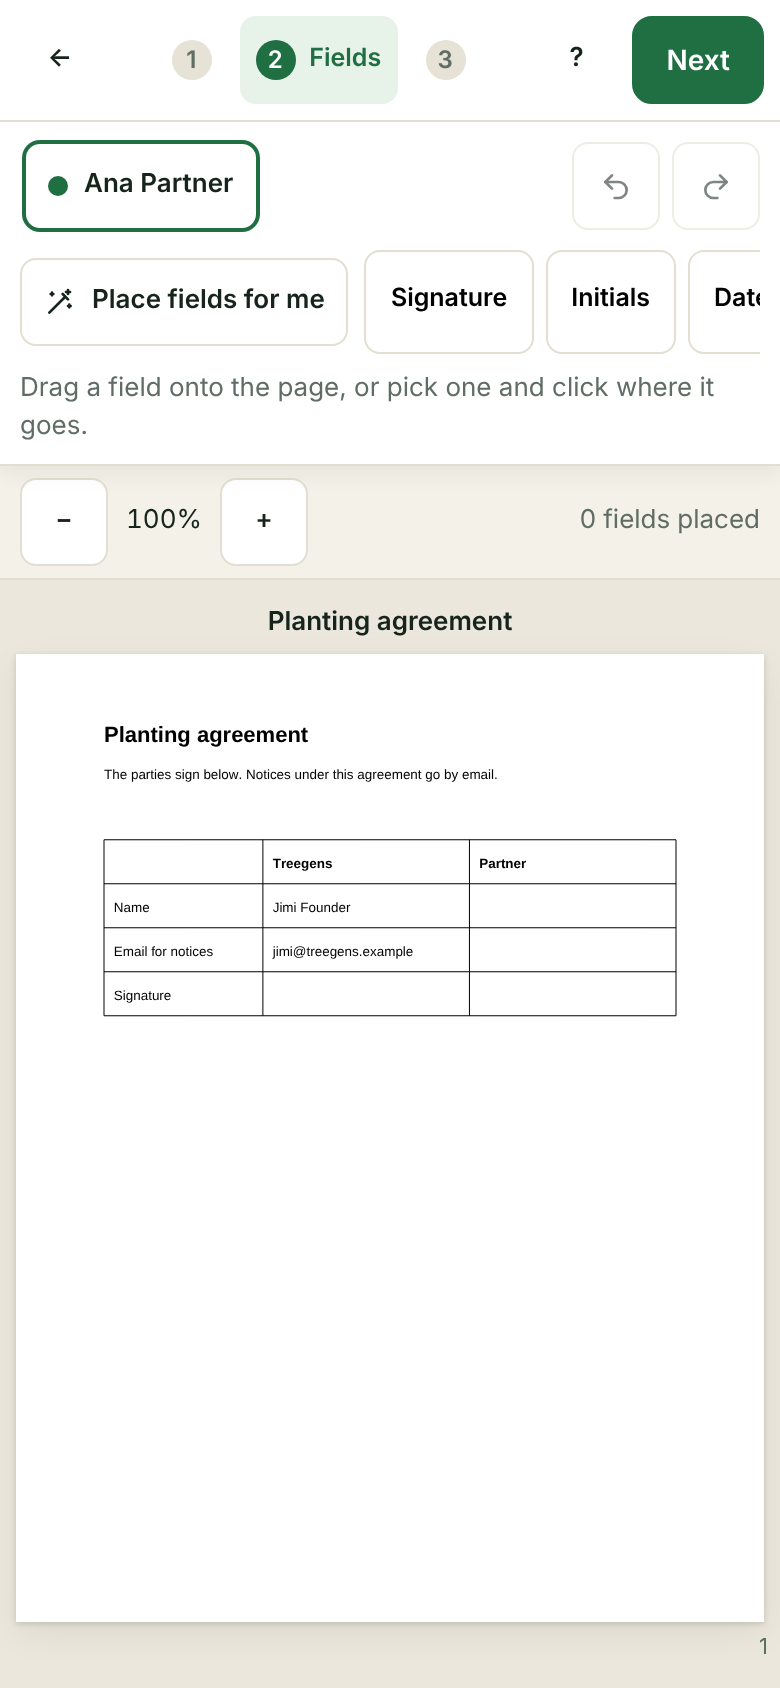 ← 1 2 Fields 3 ? Next
Ana Partner
Place fields for me Signature Initials Date
Drag a field onto the page, or pick one and click where it
goes.
− 100% + 0 fields placed
Planting agreement
Planting agreement
The parties sign below. Notices under this agreement go by email.
Treegens Partner
Name Jimi Founder
Email for notices jimi@treegens.example
Signature
1